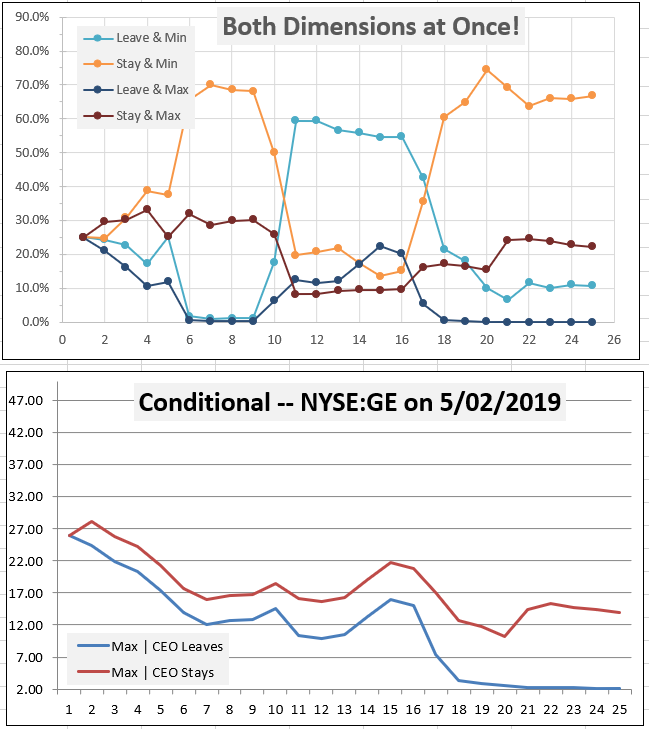 Both Dimensions at Once!
90.0%
80.0%
70.0%
60.0%
50.0%
40.0%
30.0%
20.0%
10.0%
0.0%
Leave & Min
Stay & Min
Leave & Max
Stay & Max
0 2 4 6 8 10 12 14 16 18 20 22 24 26
Conditional -- NYSE:GE on 5/02/2019
47.00
42.00
37.00
32.00
27.00
22.00
17.00
12.00
7.00
2.00
Max | CEO Leaves
Max | CEO Stays
1 2 3 4 5 6 7 8 9 10 11 12 13 14 15 16 17 18 19 20 21 22 23 24 25